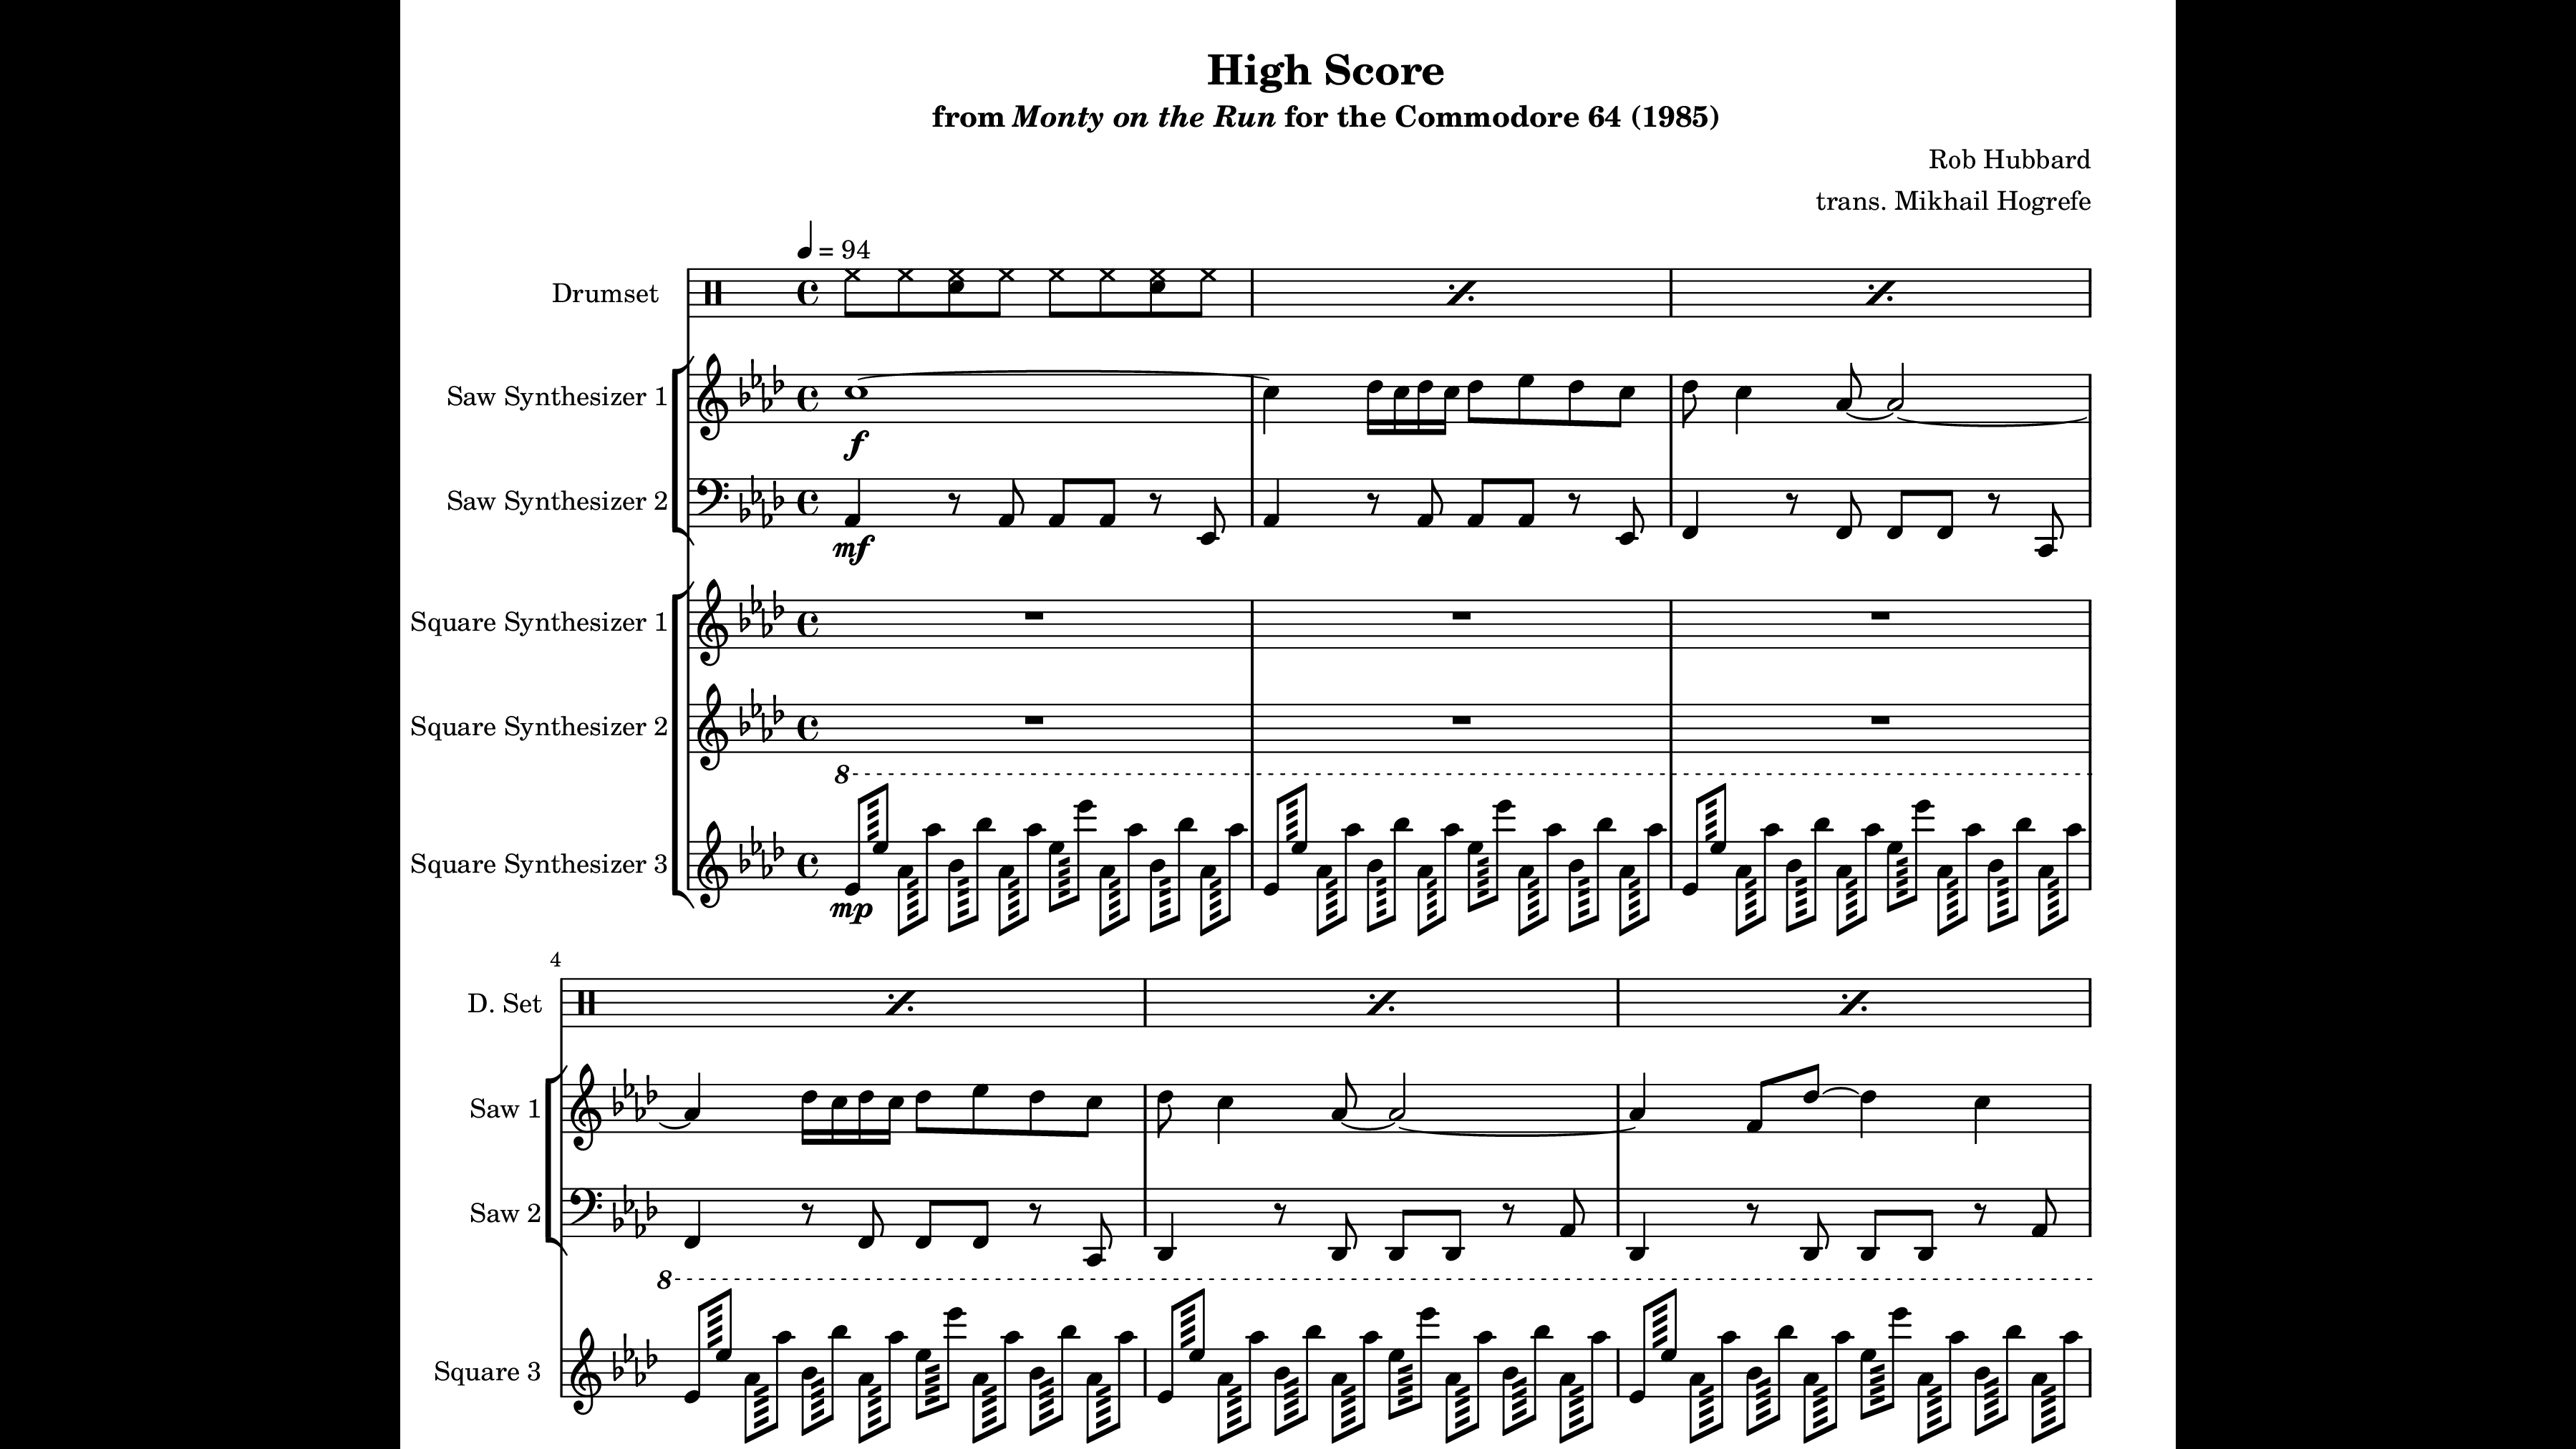 High Score
from Monty on the Run for the Commodore 64 (1985)
Rob Hubbard
trans. Mikhail Hogrefe
= 94
Drumset
Saw Synthesizer 1
f
Saw Synthesizer 2
mf
Square Synthesizer 1
Square Synthesizer 2
8
Square Synthesizer 3
mp
4
D. Set
Saw 1
Saw 2
8
Square 3